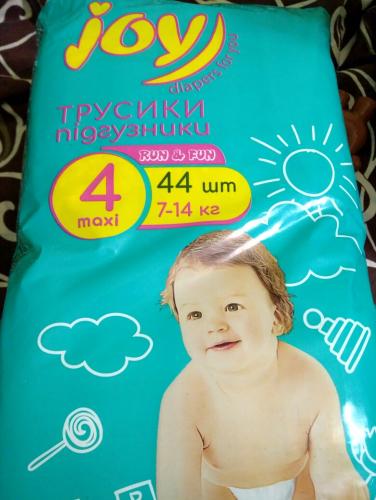 joy
diapers for you
ТРУСИКИ
підгузники
RUN & FUN
4
maxi
44 шт
7-14 кг